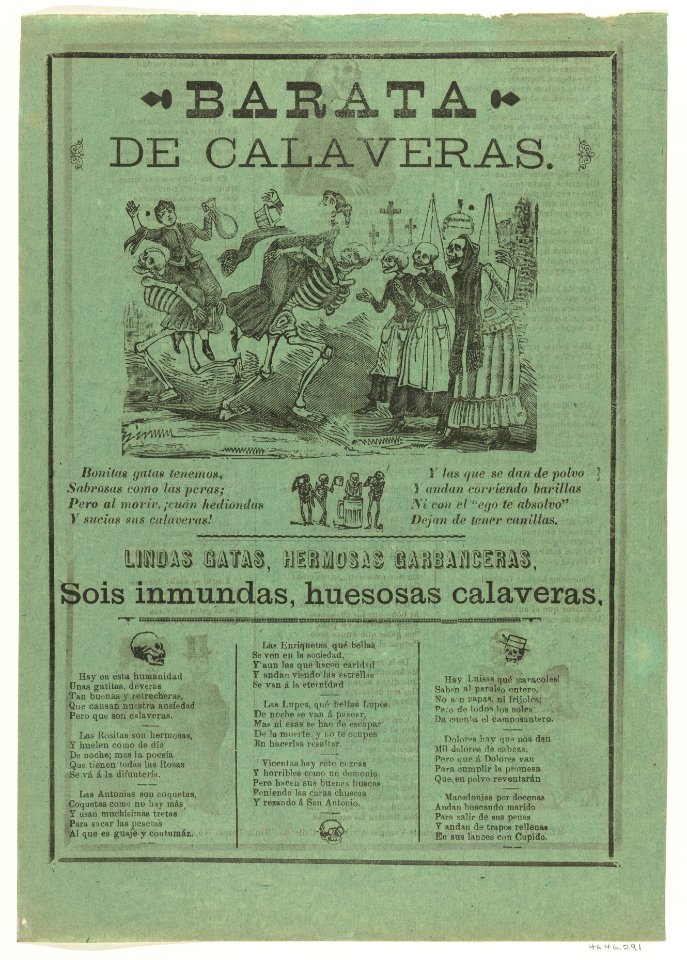 BARATA
DE CALAVERAS.
Bonitas gatas tenemos,
Sabrosas como las peras;
Pero al morir, ¡cuán hediondas
Y sucias sus calaveras!
Y las que se dan de polvo
Y andan corriendo barillas
Ni con el "ego te absolvo"
Dejan de tener canillas.
LINDAS GATAS, HERMOSAS GARBANCERAS,
Sois inmundas, huesosas calaveras.
Hay en esta humanidad
Unas gatitas, deveras
Tan buenas y retrecheras,
Que causan nuestra ansiedad
Pero que son calaveras.
Las Rositas son hermosas,
Y huelen como de día
De noche; mas la poesía
Que tienen todas las Rosas
Se vá á la difuntería.
Las Antonias son coquetas,
Coquetas como no hay más,
Y usan muchísimas tretas
Para sacar las pesetas
Al que es guaje y contumáz.
Las Enriquetas, qué bellas
Se ven en la sociedad,
Y aun las que hacen caridad
Y andan viendo las estrellas
Se van á la eternidad
Las Lupes, qué bellas Lupes
De noche se van á pasear,
Mas ni esas se han de escapar
De la muerte, y no te ocupes
En hacerlas resaltar.
Vicentas hay rete cuzcas
Y horribles como un demonio
Pero hacen sus buenas buscas
Poniendo las caras chuscas
Y rezando á San Antonio.
Hay Luisas qué caracoles!
Saben al paraíso entero,
No son papas, ni frijoles;
Pero de todos los soles
Da cuenta el camposantero.
Dolores hay que nos dan
Mil dolores de cabeza,
Pero que á Dolores van
Para cumplir la promesa
Que, en polvo reventarán
Macedonias por docenas
Andan buscando marido
Para salir de sus penas
Y andan de trapos rellenas
En sus lances con Cupido.
46.46.291